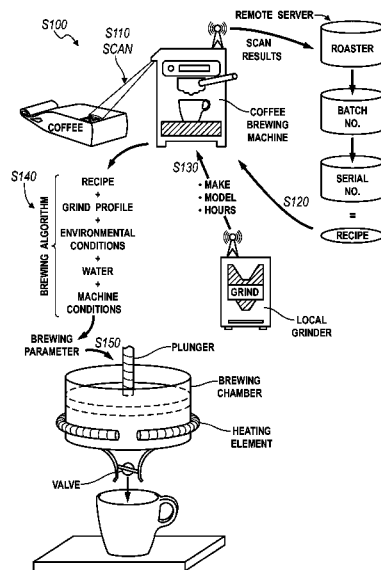 S100
S110
SCAN
COFFEE
COFFEE
BREWING
MACHINE
SCAN
RESULTS
REMOTE SERVER
ROASTER
BATCH
NO.
SERIAL
NO.
=
RECIPE
S120
S130
• MAKE
• MODEL
• HOURS
GRIND
LOCAL
GRINDER
S140
BREWING ALGORITHM
RECIPE
+
GRIND PROFILE
+
ENVIRONMENTAL
CONDITIONS
+
WATER
+
MACHINE
CONDITIONS
BREWING
PARAMETER
S150
PLUNGER
BREWING
CHAMBER
HEATING
ELEMENT
VALVE